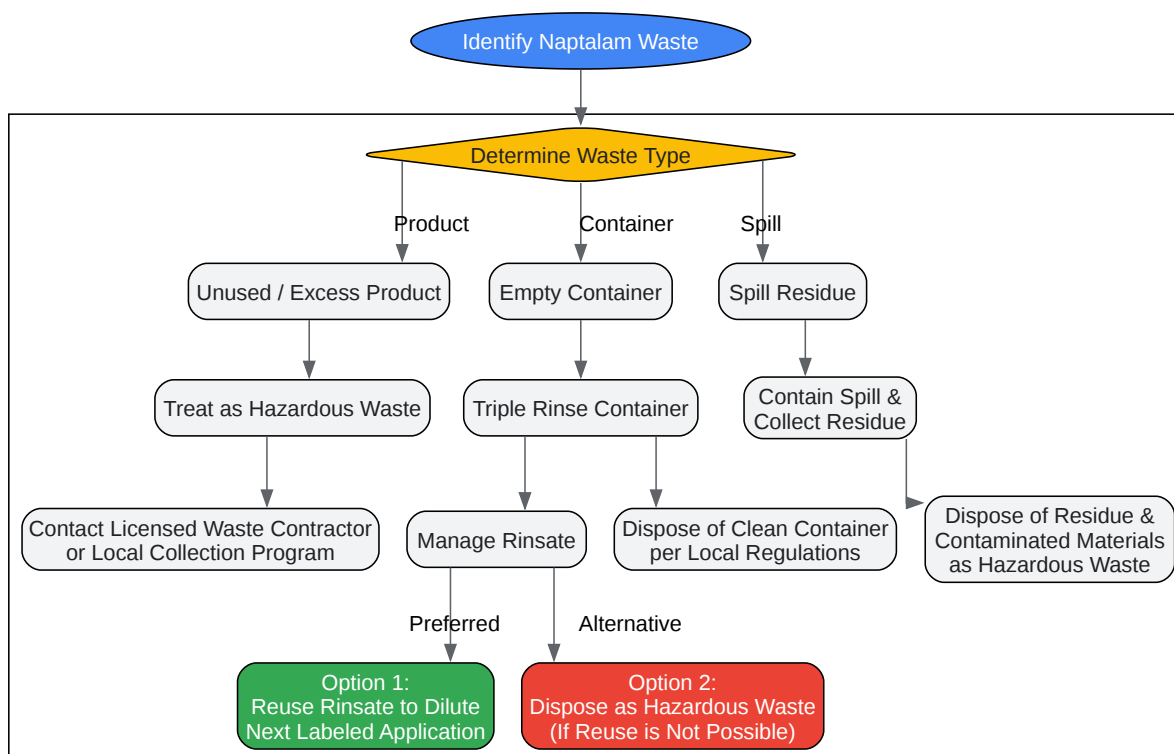 Identify Naptalam Waste
Determine Waste Type
Product
Container
Spill
Unused / Excess Product
Empty Container
Spill Residue
Treat as Hazardous Waste
Triple Rinse Container
Contain Spill &
Collect Residue
Contact Licensed Waste Contractor
or Local Collection Program
Manage Rinsate
Dispose of Clean Container
per Local Regulations
Dispose of Residue &
Contaminated Materials
as Hazardous Waste
Preferred
Alternative
Option 1:
Reuse Rinsate to Dilute
Next Labeled Application
Option 2:
Dispose as Hazardous Waste
(If Reuse is Not Possible)